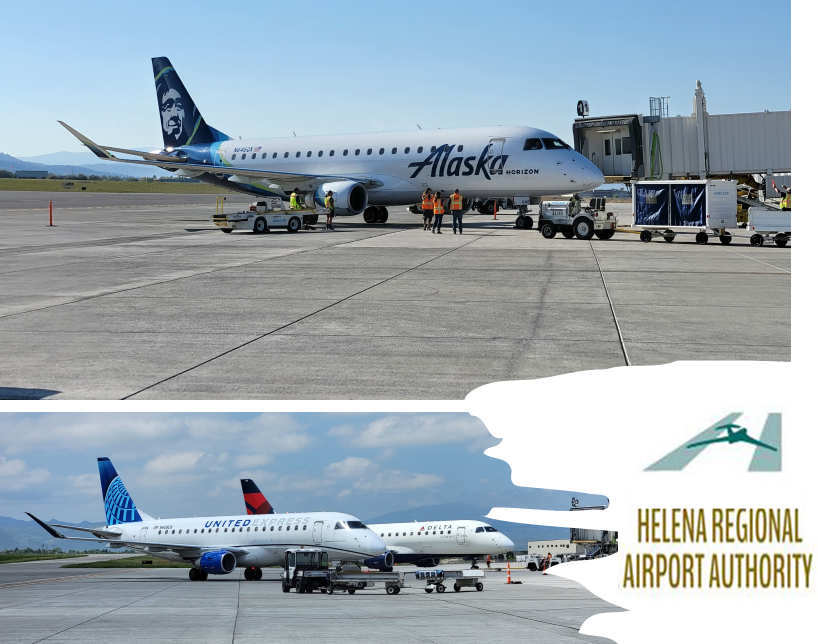 Alaska
HORIZON
UNITED EXPRESS
DELTA
HELENA REGIONAL
AIRPORT AUTHORITY